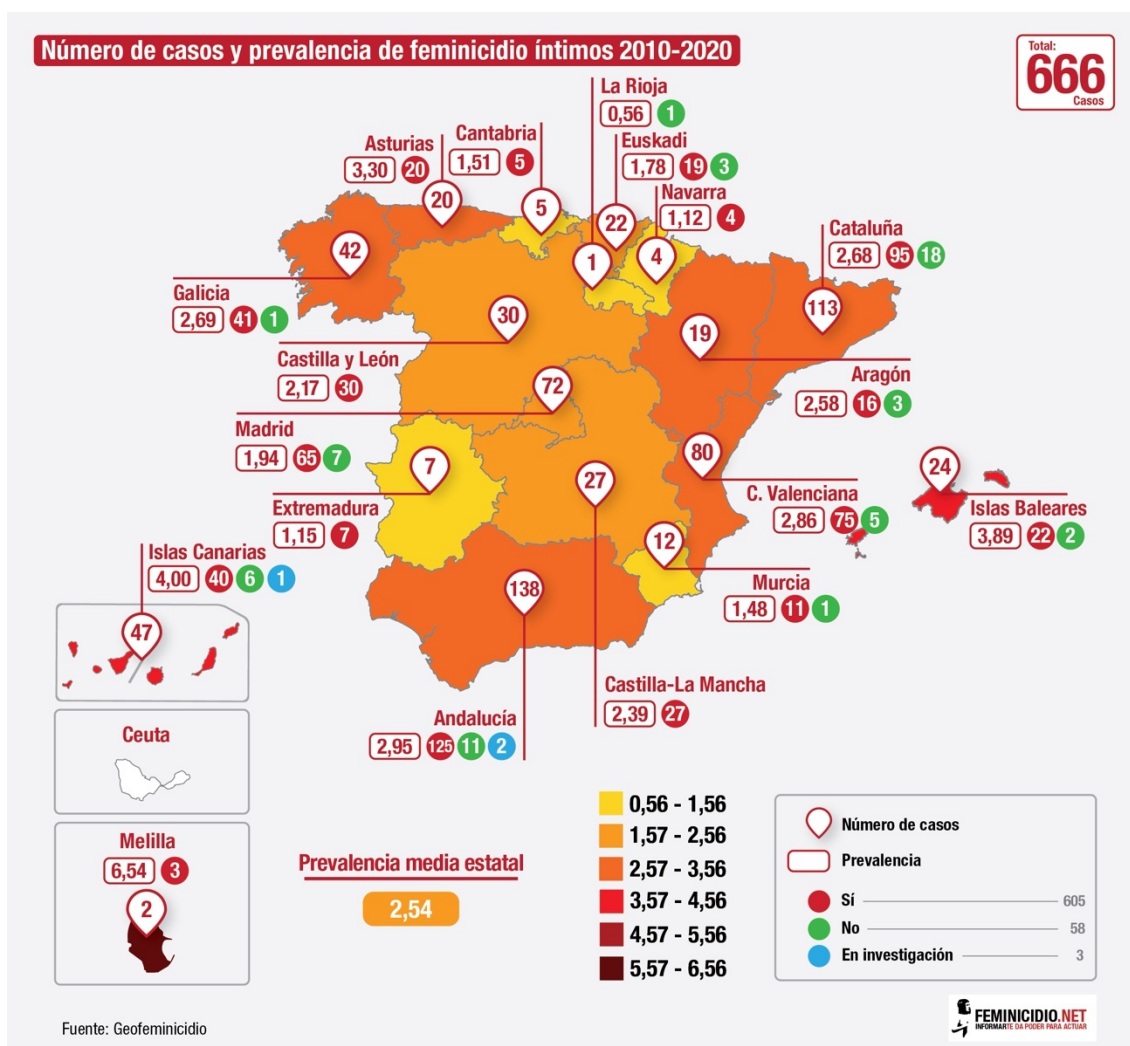 Número de casos y prevalencia de feminicidio íntimos 2010-2020
Total:
666
Casos
La Rioja
0,56 1
Cantabria
1,51 5
Asturias
3,30 20
Euskadi
1,78 19 3
Navarra
1,12 4
Cataluña
2,68 95 18
20
5
22
42
1
4
113
Galicia
2,69 41 1
30
19
Castilla y León
2,17 30
Aragón
2,58 16 3
72
Madrid
1,94 65 7
7
27
80
24
C. Valenciana
2,86 75 5
Islas Baleares
3,89 22 2
Extremadura
1,15 7
12
Islas Canarias
4,00 40 6 1
Murcia
1,48 11 1
138
47
Castilla-La Mancha
2,39 27
Andalucía
2,95 125 11 2
Ceuta
Melilla
6,54 3
2
Prevalencia media estatal
2,54
0,56 - 1,56
1,57 - 2,56
2,57 - 3,56
3,57 - 4,56
4,57 - 5,56
5,57 - 6,56
Número de casos
Prevalencia
Sí 605
No 58
En investigación 3
Fuente: Geofeminicidio
FEMINICIDIO.NET
INFORMARTE DA PODER PARA ACTUAR